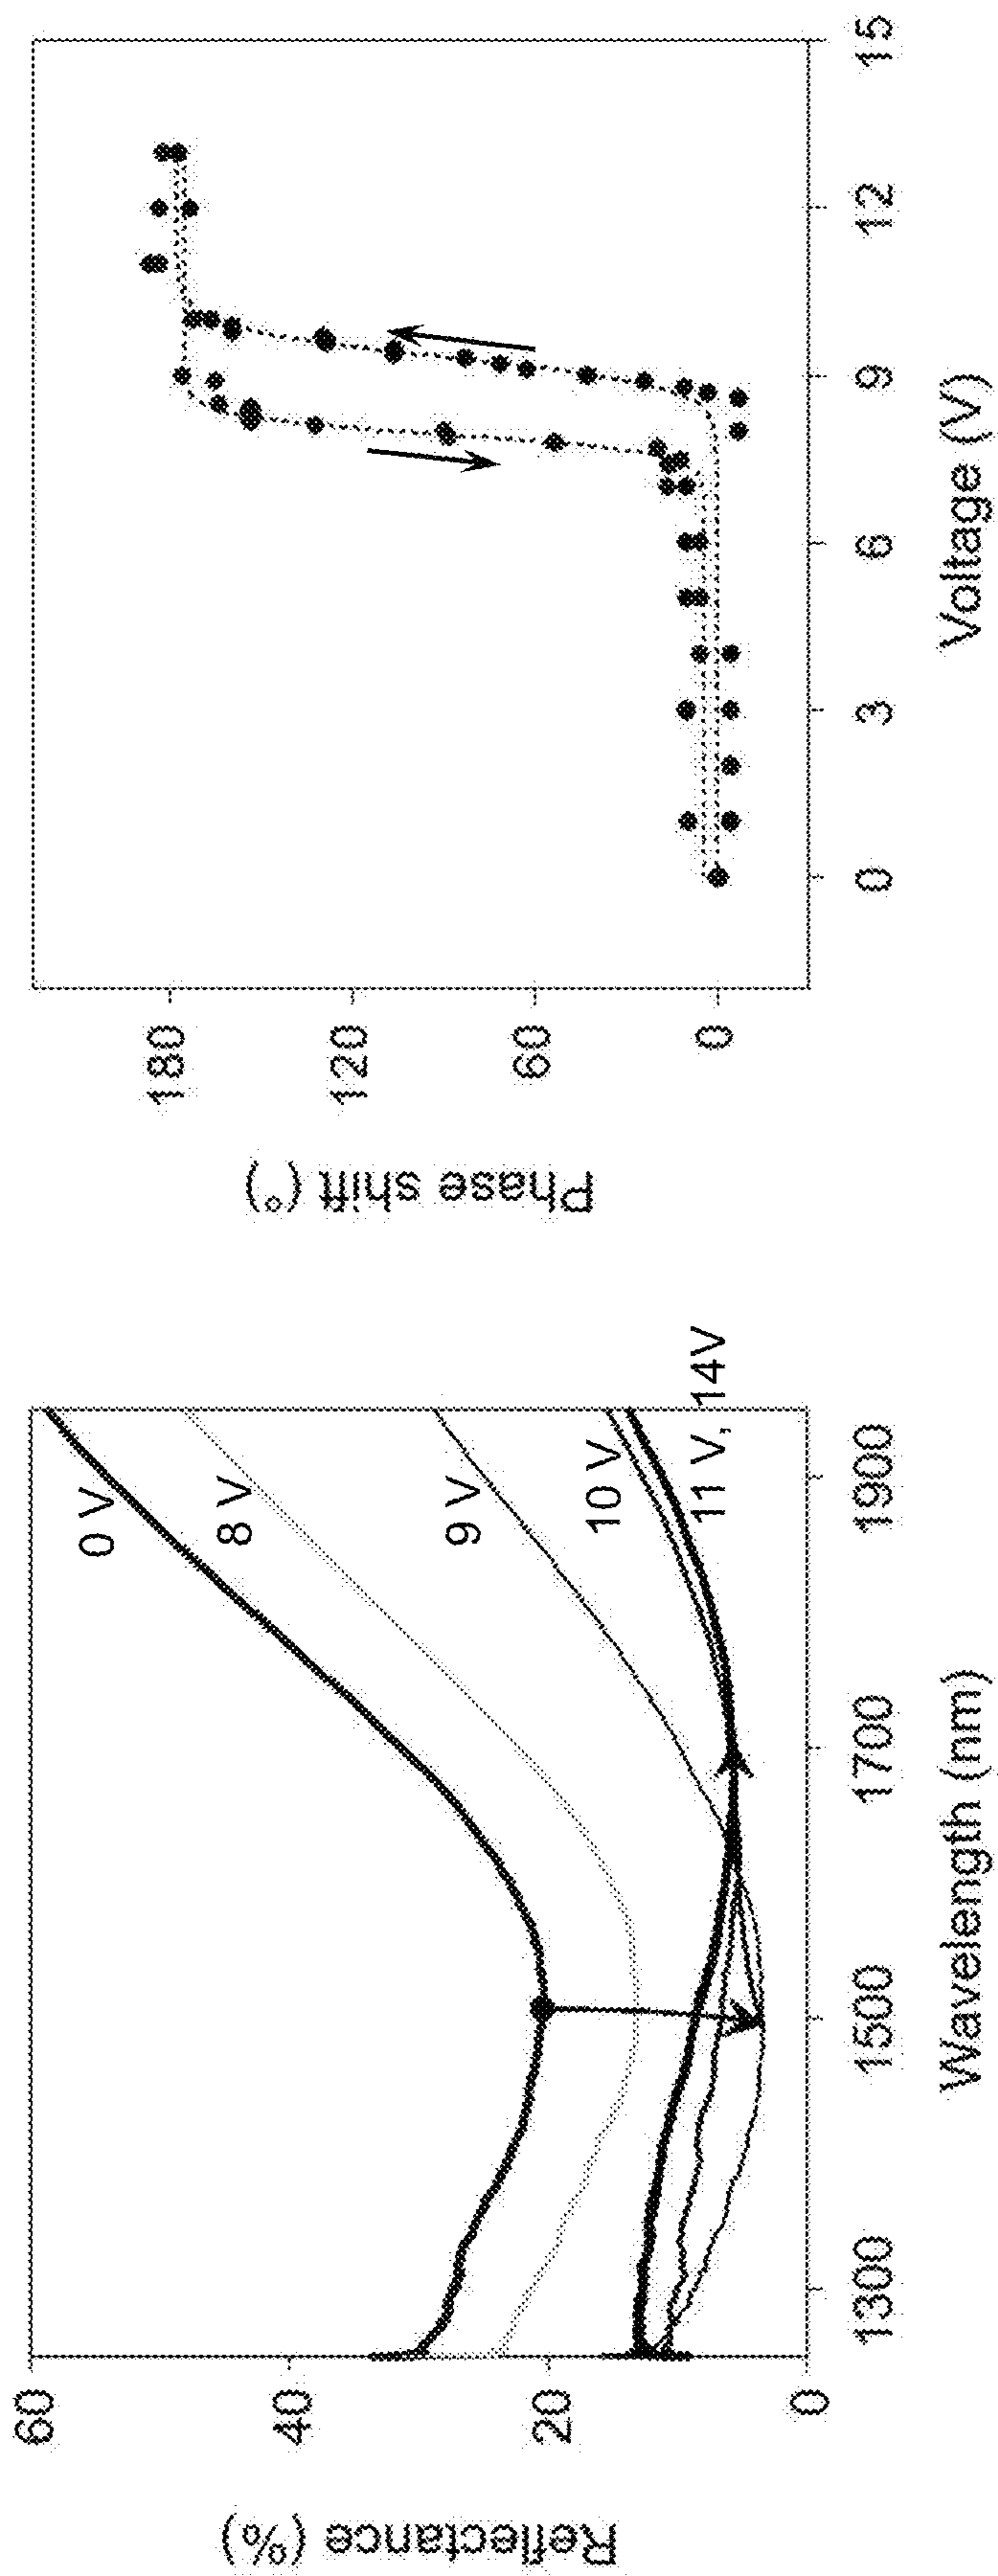 Reflectance (%)
60
40
20
0
0 V
8 V
9 V
10 V
11 V, 14V
1300
1500
1700
1900
Wavelength (nm)
Phase shift (°)
180
120
60
0
0
3
6
9
12
15
Voltage (V)